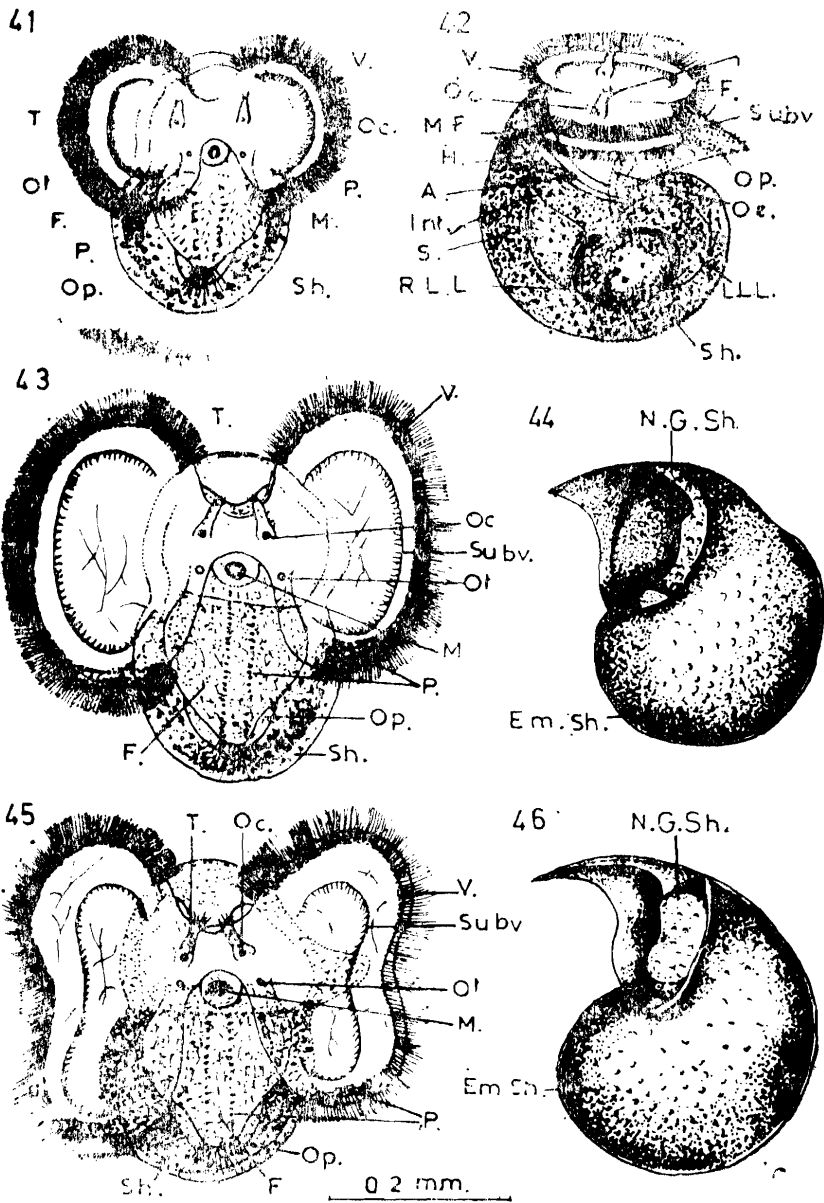 41
V.
T
Oc.
Ot
P.
F.
M.
P.
Op.
Sh.
42
V.
Oc
F.
Subv
M.F
H.
Op.
A.
Oe.
Int.
S.
R.L.L
L.L.L.
Sh.
43
T.
V.
Oc
Subv.
Ot
M
P.
Op.
F.
Sh.
44
N.G.Sh.
Em.Sh.
45
T.
Oc.
V.
Subv
Ot
M.
P.
Op.
Sh.
F
46
N.G.Sh.
Em Sh.
0 2 mm.